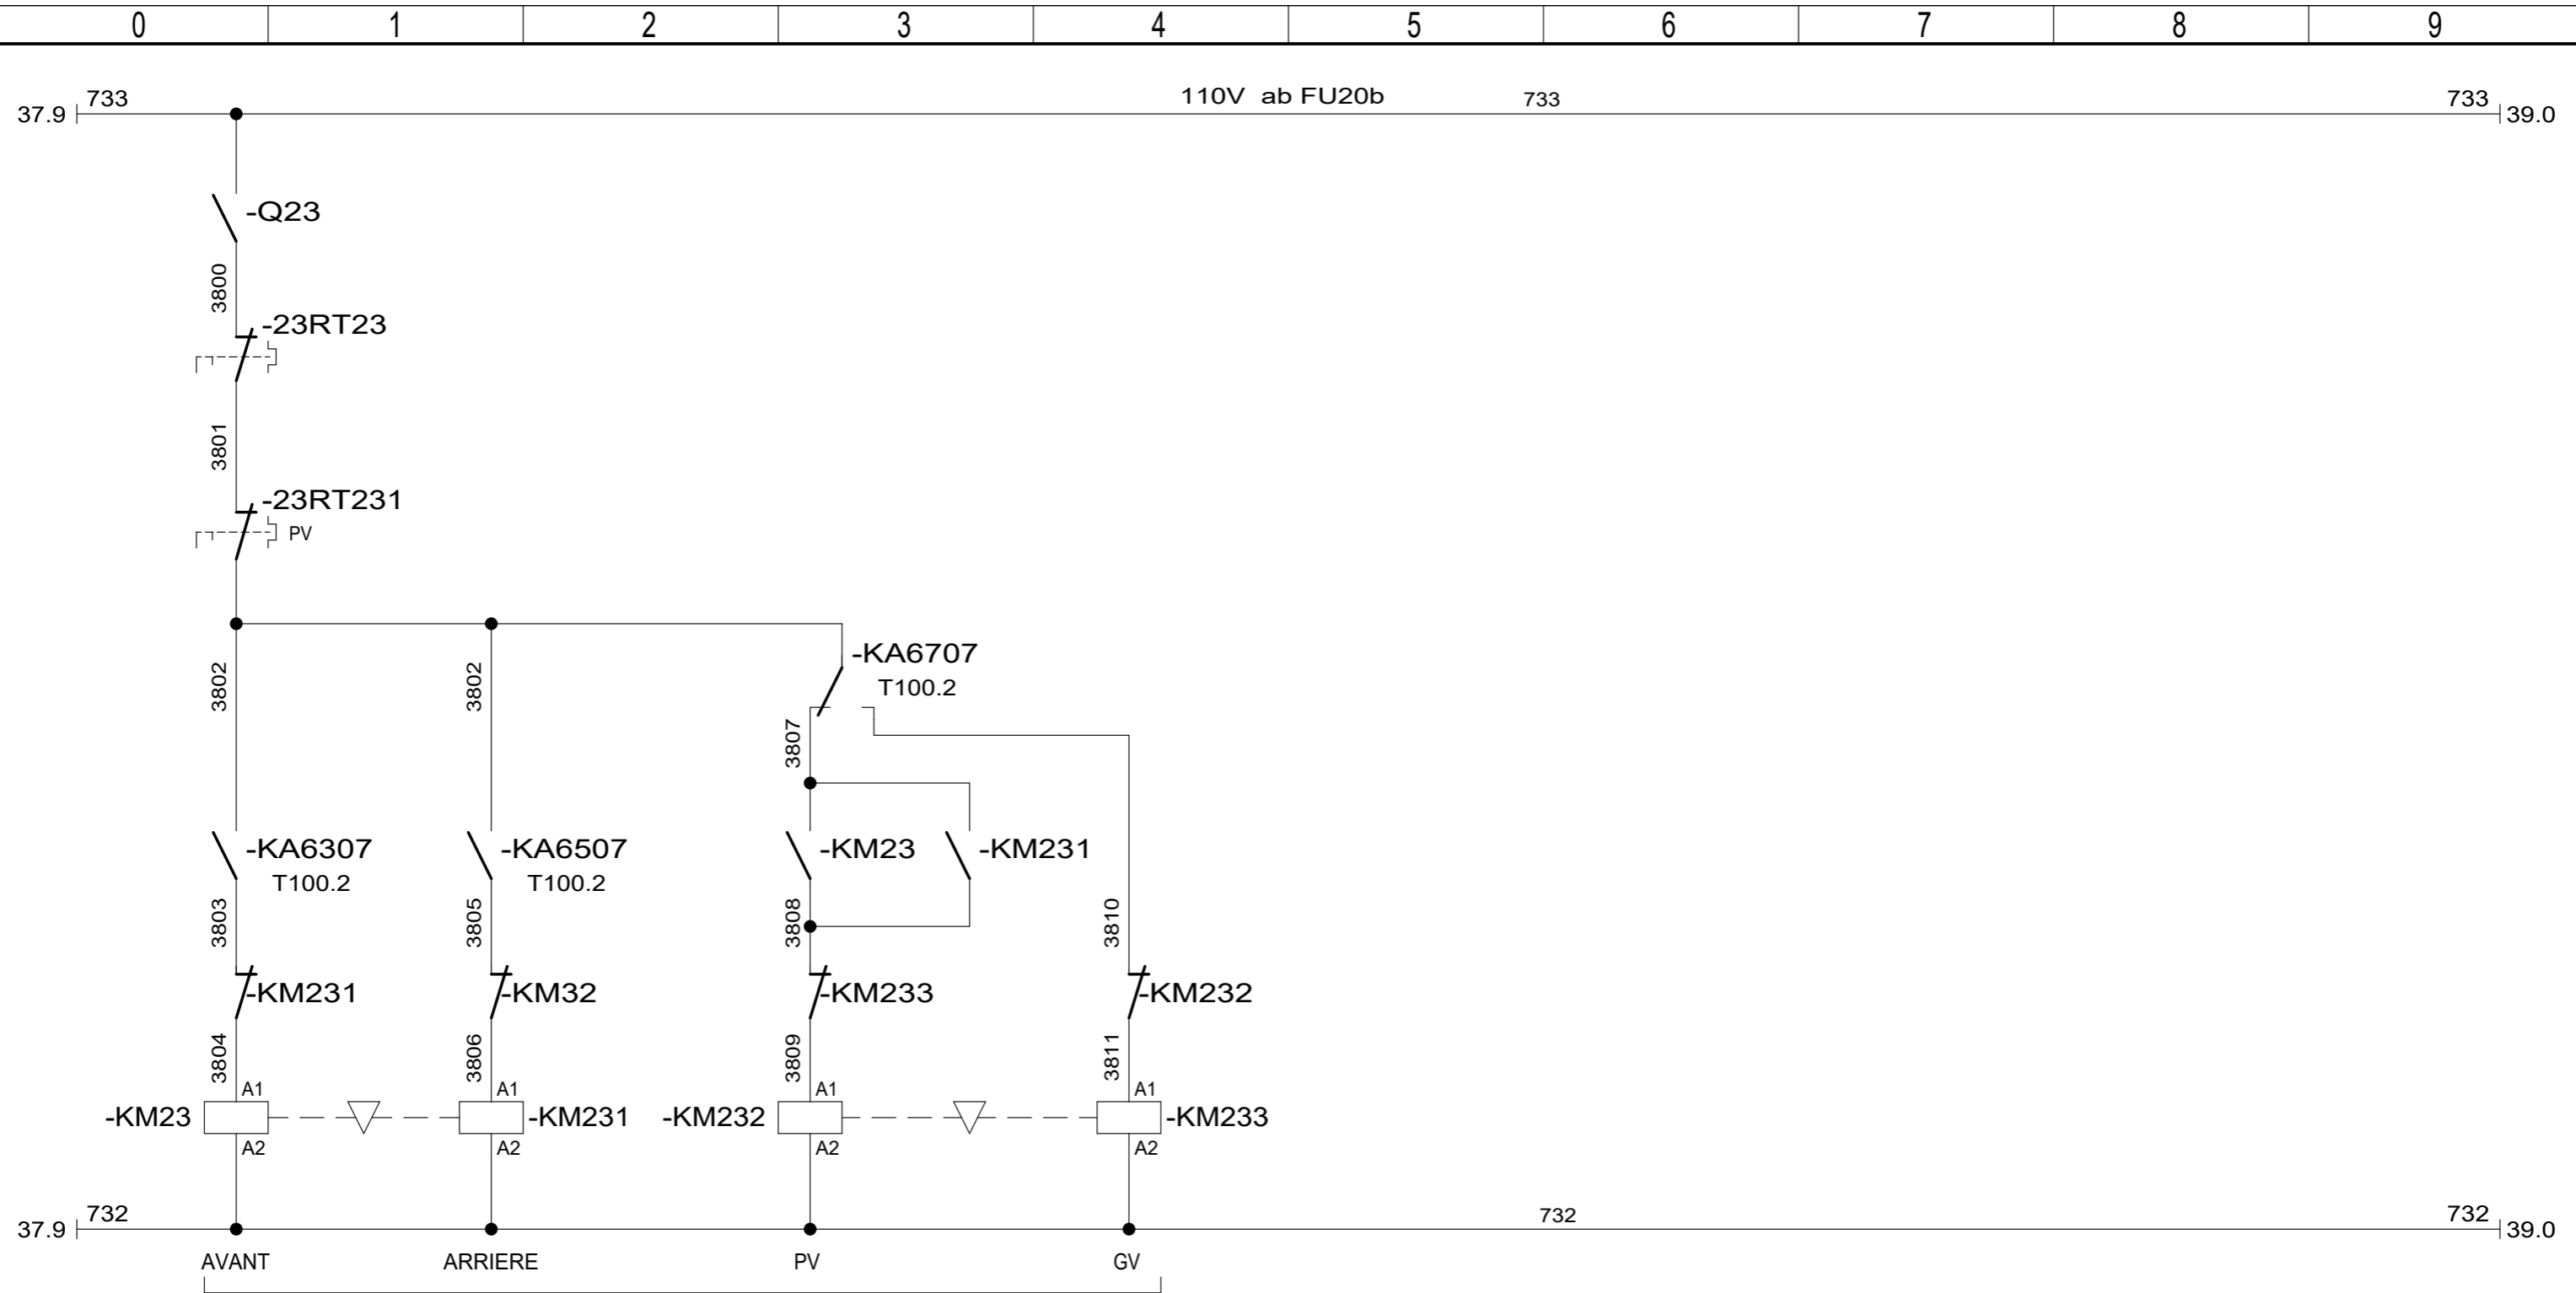 0 1 2 3 4 5 6 7 8 9
733 110V ab FU20b 733 733
37.9 39.0
-Q23
3800
-23RT23
3801
-23RT231
PV
3802 3802 -KA6707
T100.2
3807
-KA6307 -KA6507 -KM23 -KM231
T100.2 T100.2
3803 3805 3808 3810
-KM231 -KM32 -KM233 -KM232
3804 3806 3809 3811
A1 A1 A1 A1
-KM23 -KM231 -KM232 -KM233
A2 A2 A2 A2
732 732 732
37.9 39.0
AVANT ARRIERE PV GV